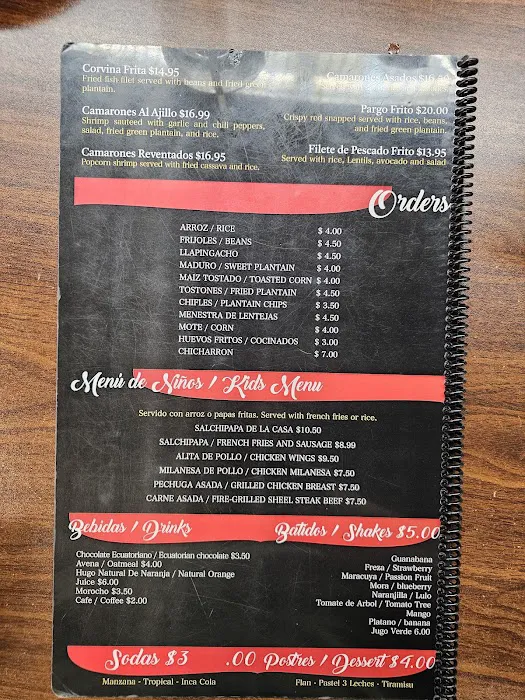 Corvina Frita $14.95
Fried fish filet served with beans and fried green
plantain.
Camarones Al Ajillo $16.99
Shrimp sauteed with garlic and chili peppers,
salad, fried green plantain, and rice.
Camarones Reventados $16.95
Popcorn shrimp served with fried cassava and rice.
Camarones Asados
Pargo Frito $20.00
Crispy rod snapped served with rice, beans,
and fried green plantain.
Filete de Pescado Frito $13.95
Served with rice, Lentils, avocado and salad
Orders
ARROZ / RICE $ 4.00
FRIJOLES / BEANS $ 4.50
LLAPINGACHO $ 4.50
MADURO / SWEET PLANTAIN $ 4.00
MAIZ TOSTADO / TOASTED CORN $ 4.00
TOSTONES / FRIED PLANTAIN $ 4.50
CHIFLES / PLANTAIN CHIPS $ 3.50
MENESTRA DE LENTEJAS $ 4.50
MOTE / CORN $ 4.00
HUEVOS FRITOS / COCINADOS $ 3.00
CHICHARRON $ 7.00
Menú de Niños / Kids Menu
Servido con arroz o papas fritas. Served with french fries or rice.
SALCHIPAPA DE LA CASA $10.50
SALCHIPAPA / FRENCH FRIES AND SAUSAGE $8.99
ALITA DE POLLO / CHICKEN WINGS $9.50
MILANESA DE POLLO / CHICKEN MILANESA $7.50
PECHUGA ASADA / GRILLED CHICKEN BREAST $7.50
CARNE ASADA / FIRE-GRILLED SHEEL STEAK BEEF $7.50
Bebidas / Drinks
Chocolate Ecuatoriano / Ecuatorian chocolate $3.50
Avena / Oatmeal $4.00
Hugo Natural De Naranja / Natural Orange
Juice $6.00
Morocho $3.50
Cafe / Coffee $2.00
Batidos / Shakes $5.00
Guanabana
Freza / Strawberry
Maracuya / Passion Fruit
Mora / blueberry
Naranjilla / Lulo
Tomate de Arbol / Tomato Tree
Mango
Platano / banana
Jugo Verde 6.00
Sodas $3 .00 Postres / Dessert $4.00
Manzana - Tropical - Inca Cola
Flan - Pastel 3 Leches - Tiramisu